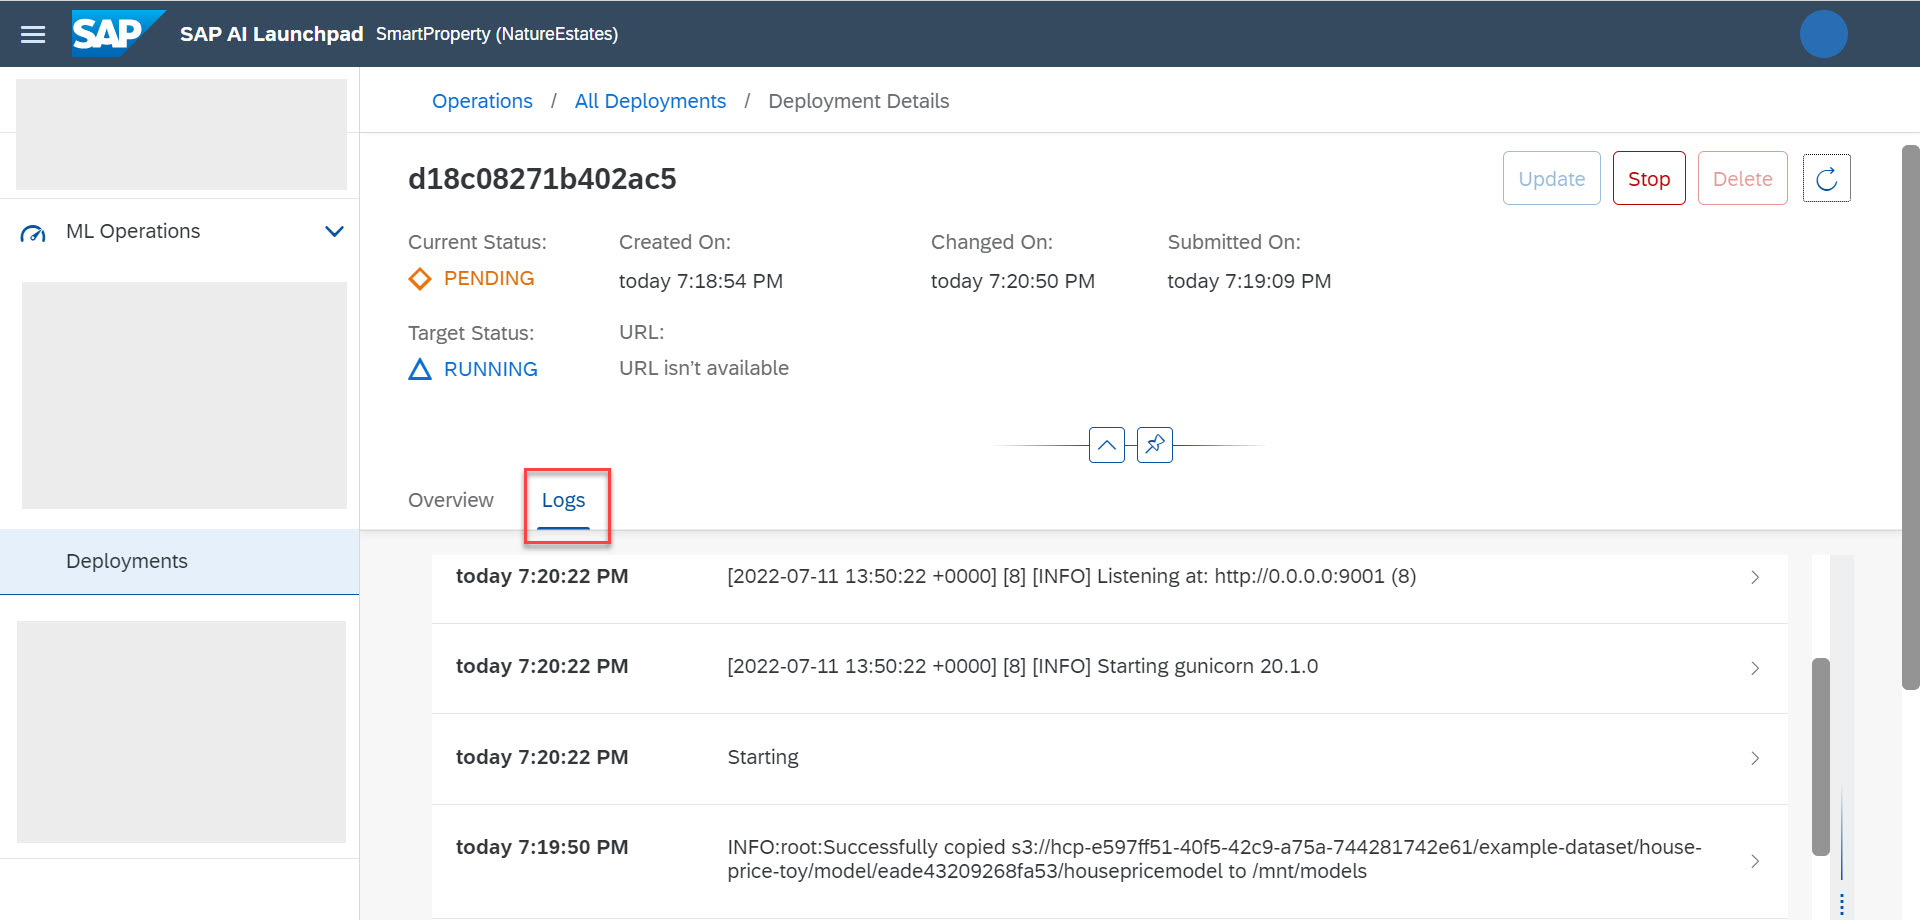 SAP SAP AI Launchpad SmartProperty (NatureEstates)
Operations / All Deployments / Deployment Details
d18c08271b402ac5
Update Stop Delete
ML Operations
Current Status: Created On: Changed On: Submitted On:
PENDING today 7:18:54 PM today 7:20:50 PM today 7:19:09 PM
Target Status: URL:
RUNNING URL isn’t available
Overview Logs
Deployments
today 7:20:22 PM [2022-07-11 13:50:22 +0000] [8] [INFO] Listening at: http://0.0.0.0:9001 (8)
today 7:20:22 PM [2022-07-11 13:50:22 +0000] [8] [INFO] Starting gunicorn 20.1.0
today 7:20:22 PM Starting
today 7:19:50 PM INFO:root:Successfully copied s3://hcp-e597ff51-40f5-42c9-a75a-744281742e61/example-dataset/house-
price-toy/model/eade43209268fa53/housepricemodel to /mnt/models